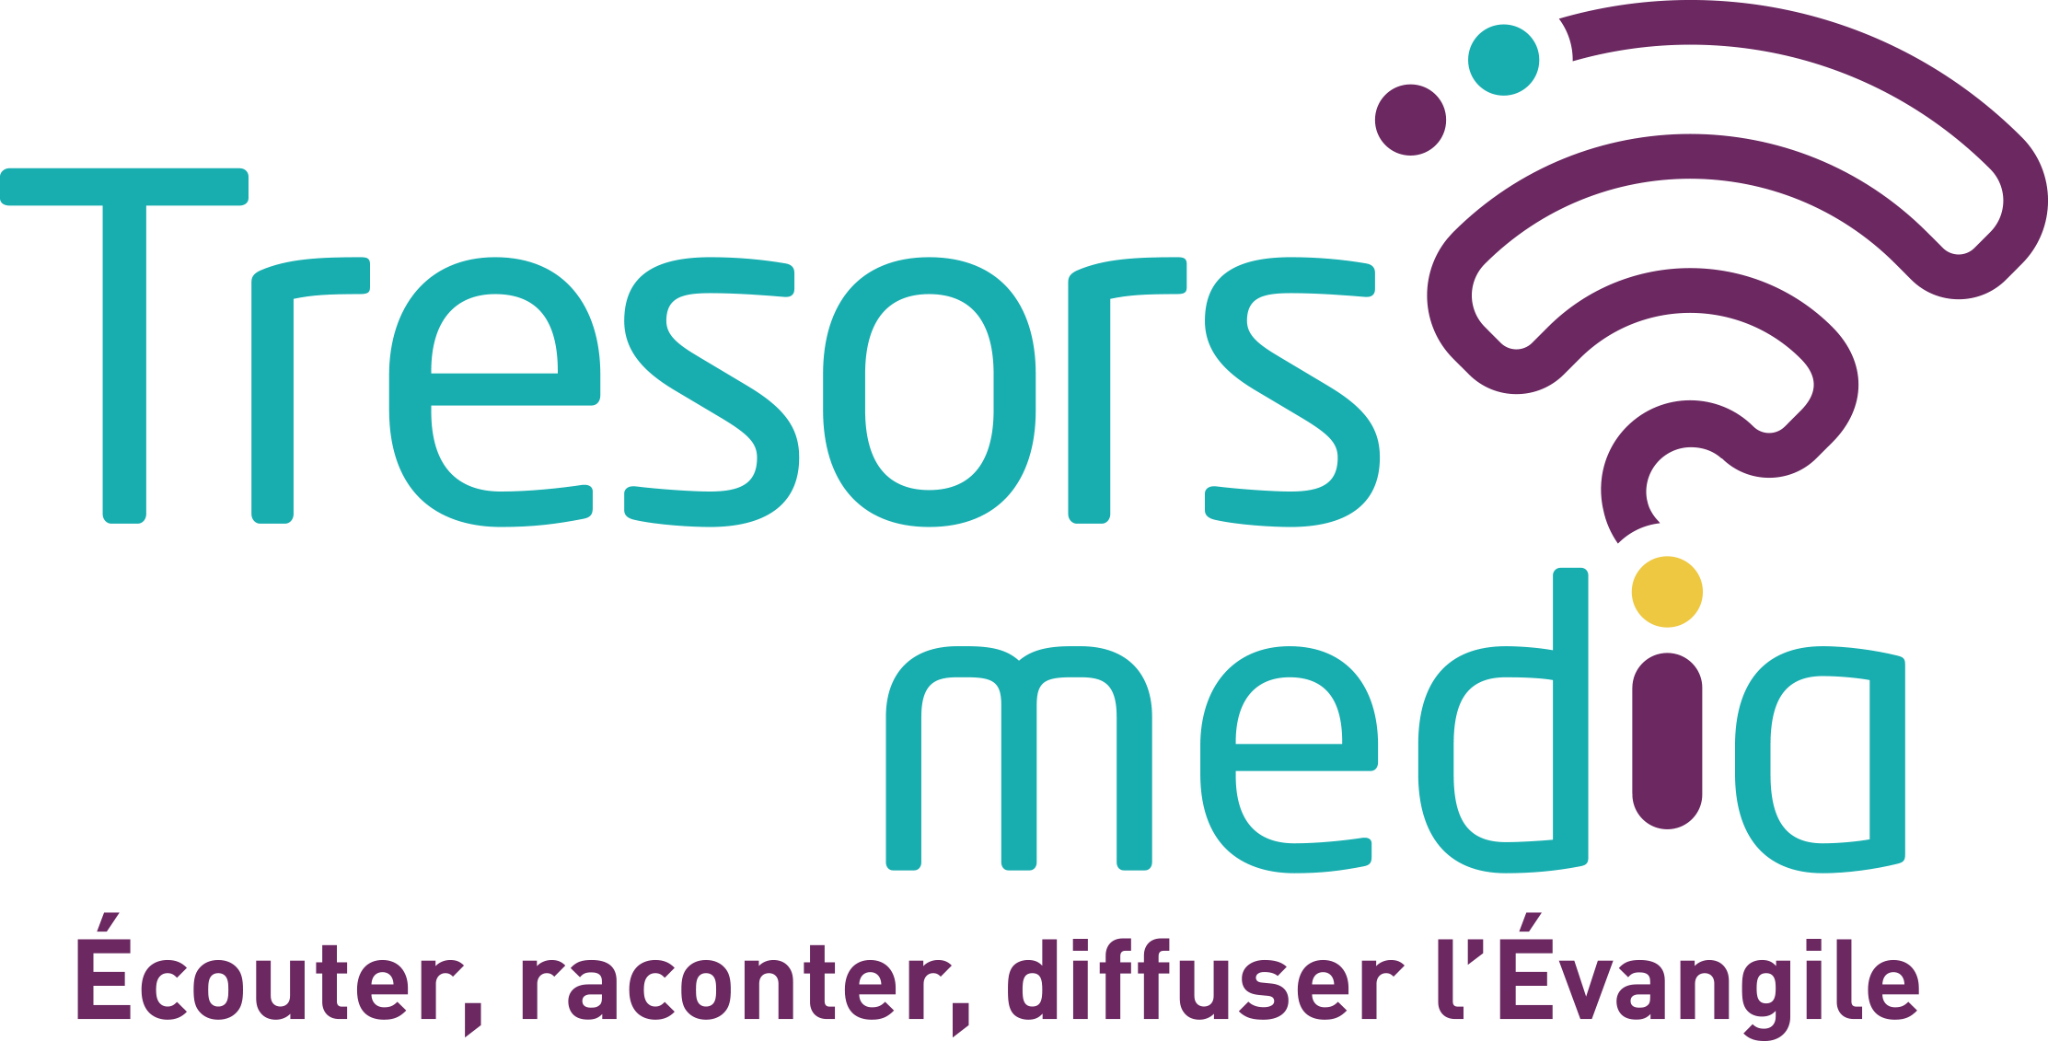 Tresors
media
Écouter, raconter, diffuser l’Évangile